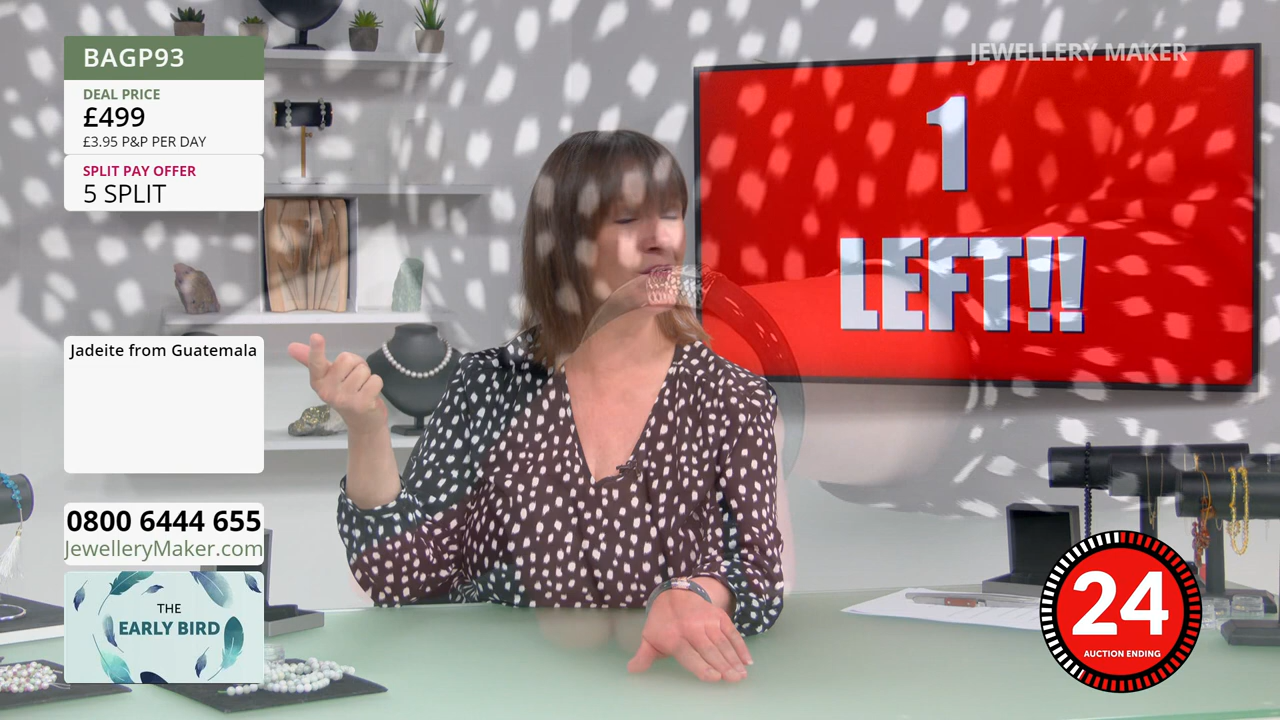 BAGP93
DEAL PRICE
£499
£3.95 P&P PER DAY
SPLIT PAY OFFER
5 SPLIT
Jadeite from Guatemala
0800 6444 655
JewelleryMaker.com
THE
EARLY BIRD
JEWELLERY MAKER
1
LEFT!!
24
AUCTION ENDING